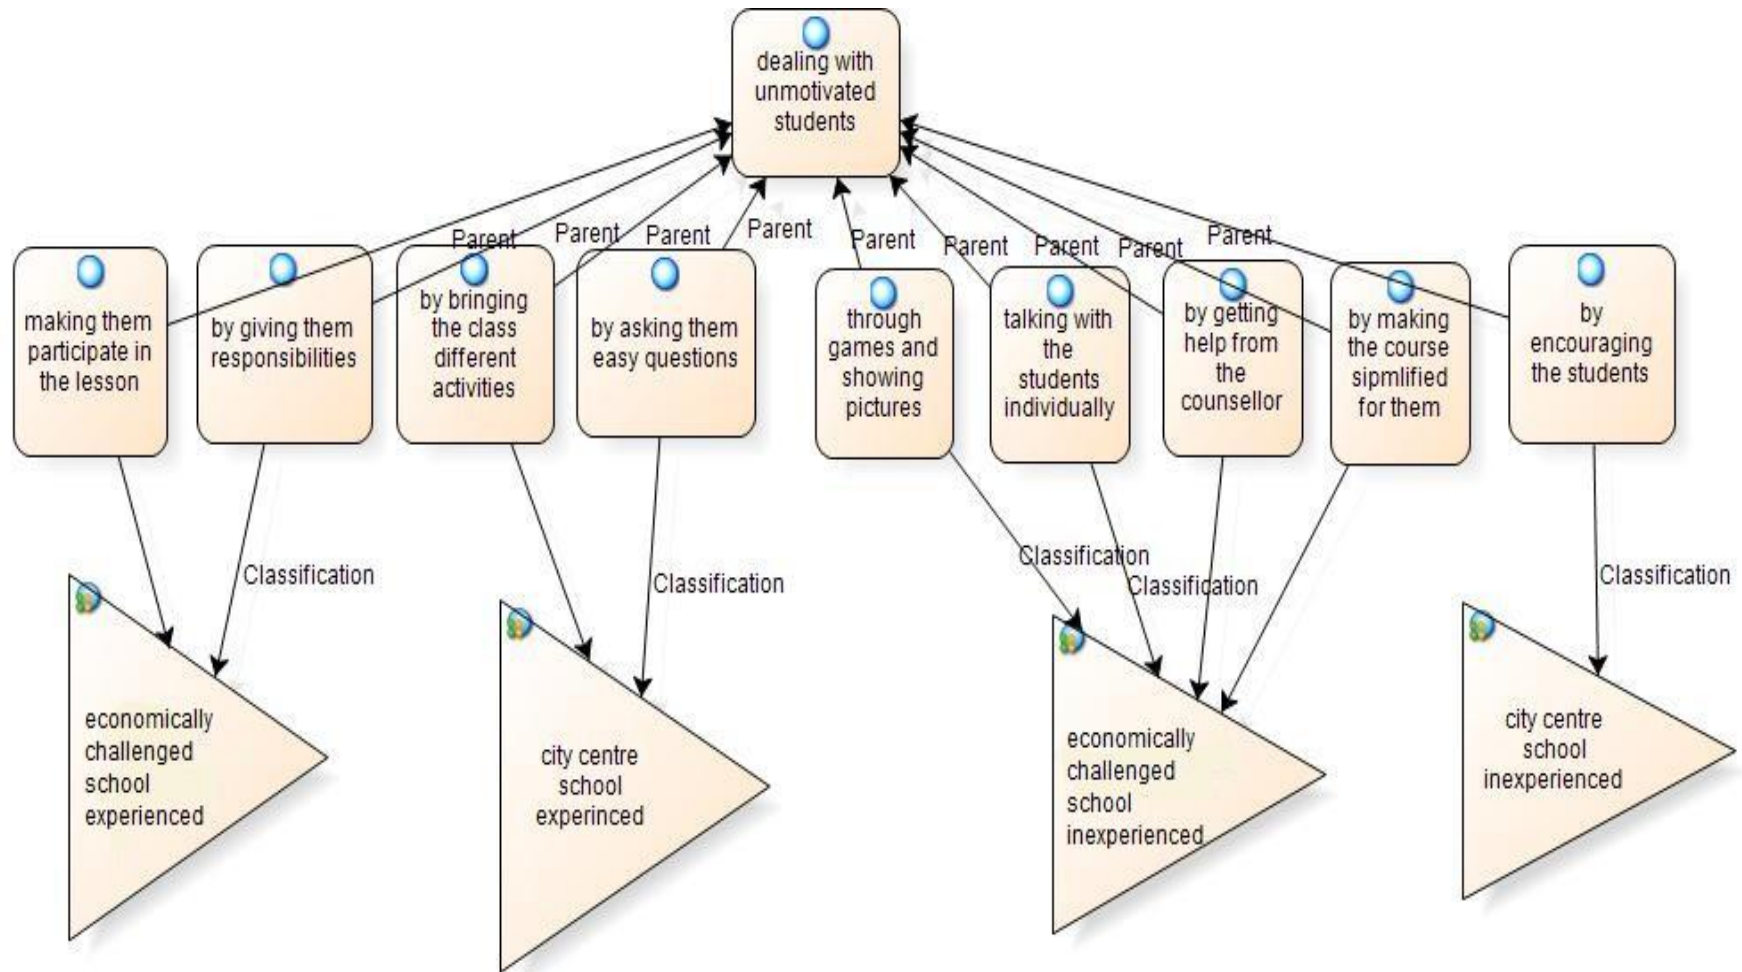 dealing with
unmotivated
students
Parent
Parent
Parent
Parent
Parent
Parent
Parent
Parent
Parent
making them
participate in
the lesson
by giving them
responsibilities
by bringing
the class
different
activities
by asking them
easy questions
through
games and
showing
pictures
talking with
the
students
individually
by getting
help from
the
counsellor
by making
the course
sipmlified
for them
by
encouraging
the students
Classification
Classification
Classification
Classification
Classification
economically
challenged
school
experienced
city centre
school
experinced
economically
challenged
school
inexperienced
city centre
school
inexperienced